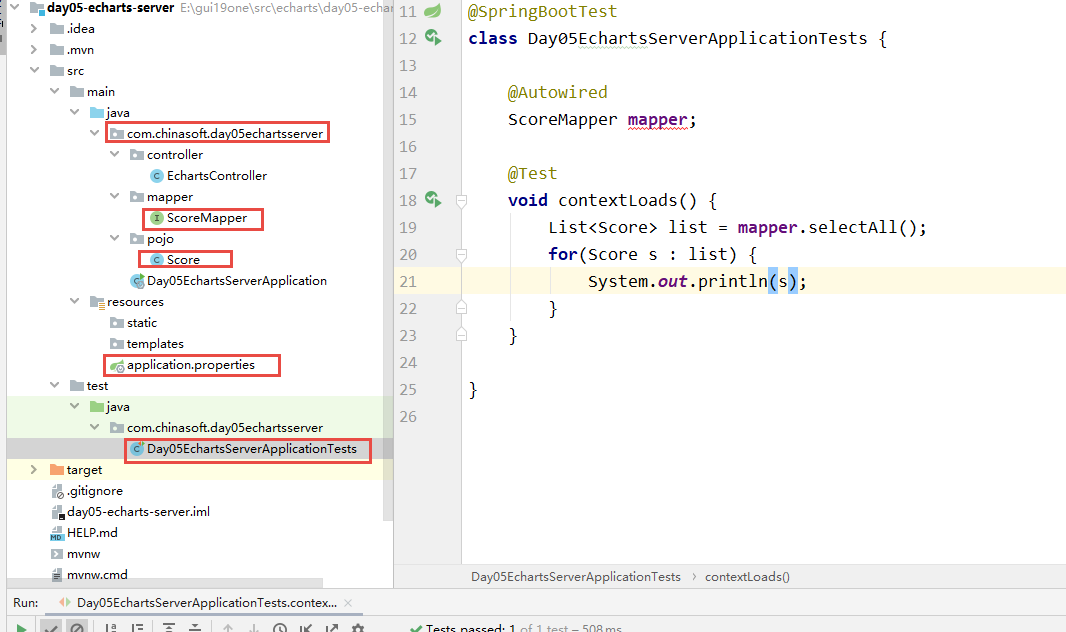 day05-echarts-server E:\gui19one\src\echarts\day05-echar
.idea
.mvn
src
main
java
com.chinasoft.day05echartsserver
controller
EchartsController
mapper
ScoreMapper
pojo
Score
Day05EchartsServerApplication
resources
static
templates
application.properties
test
java
com.chinasoft.day05echartsserver
Day05EchartsServerApplicationTests
target
.gitignore
day05-echarts-server.iml
HELP.md
mvnw
mvnw.cmd
11 @SpringBootTest
12 class Day05EchartsServerApplicationTests {
13
14 @Autowired
15 ScoreMapper mapper;
16
17 @Test
18 void contextLoads() {
19 List<Score> list = mapper.selectAll();
20 for(Score s : list) {
21 System.out.println(s);
22 }
23 }
24
25 }
26
Day05EchartsServerApplicationTests › contextLoads()
Run: Day05EchartsServerApplicationTests.contex... ×
Tests passed: 1 of 1 test – 508 ms